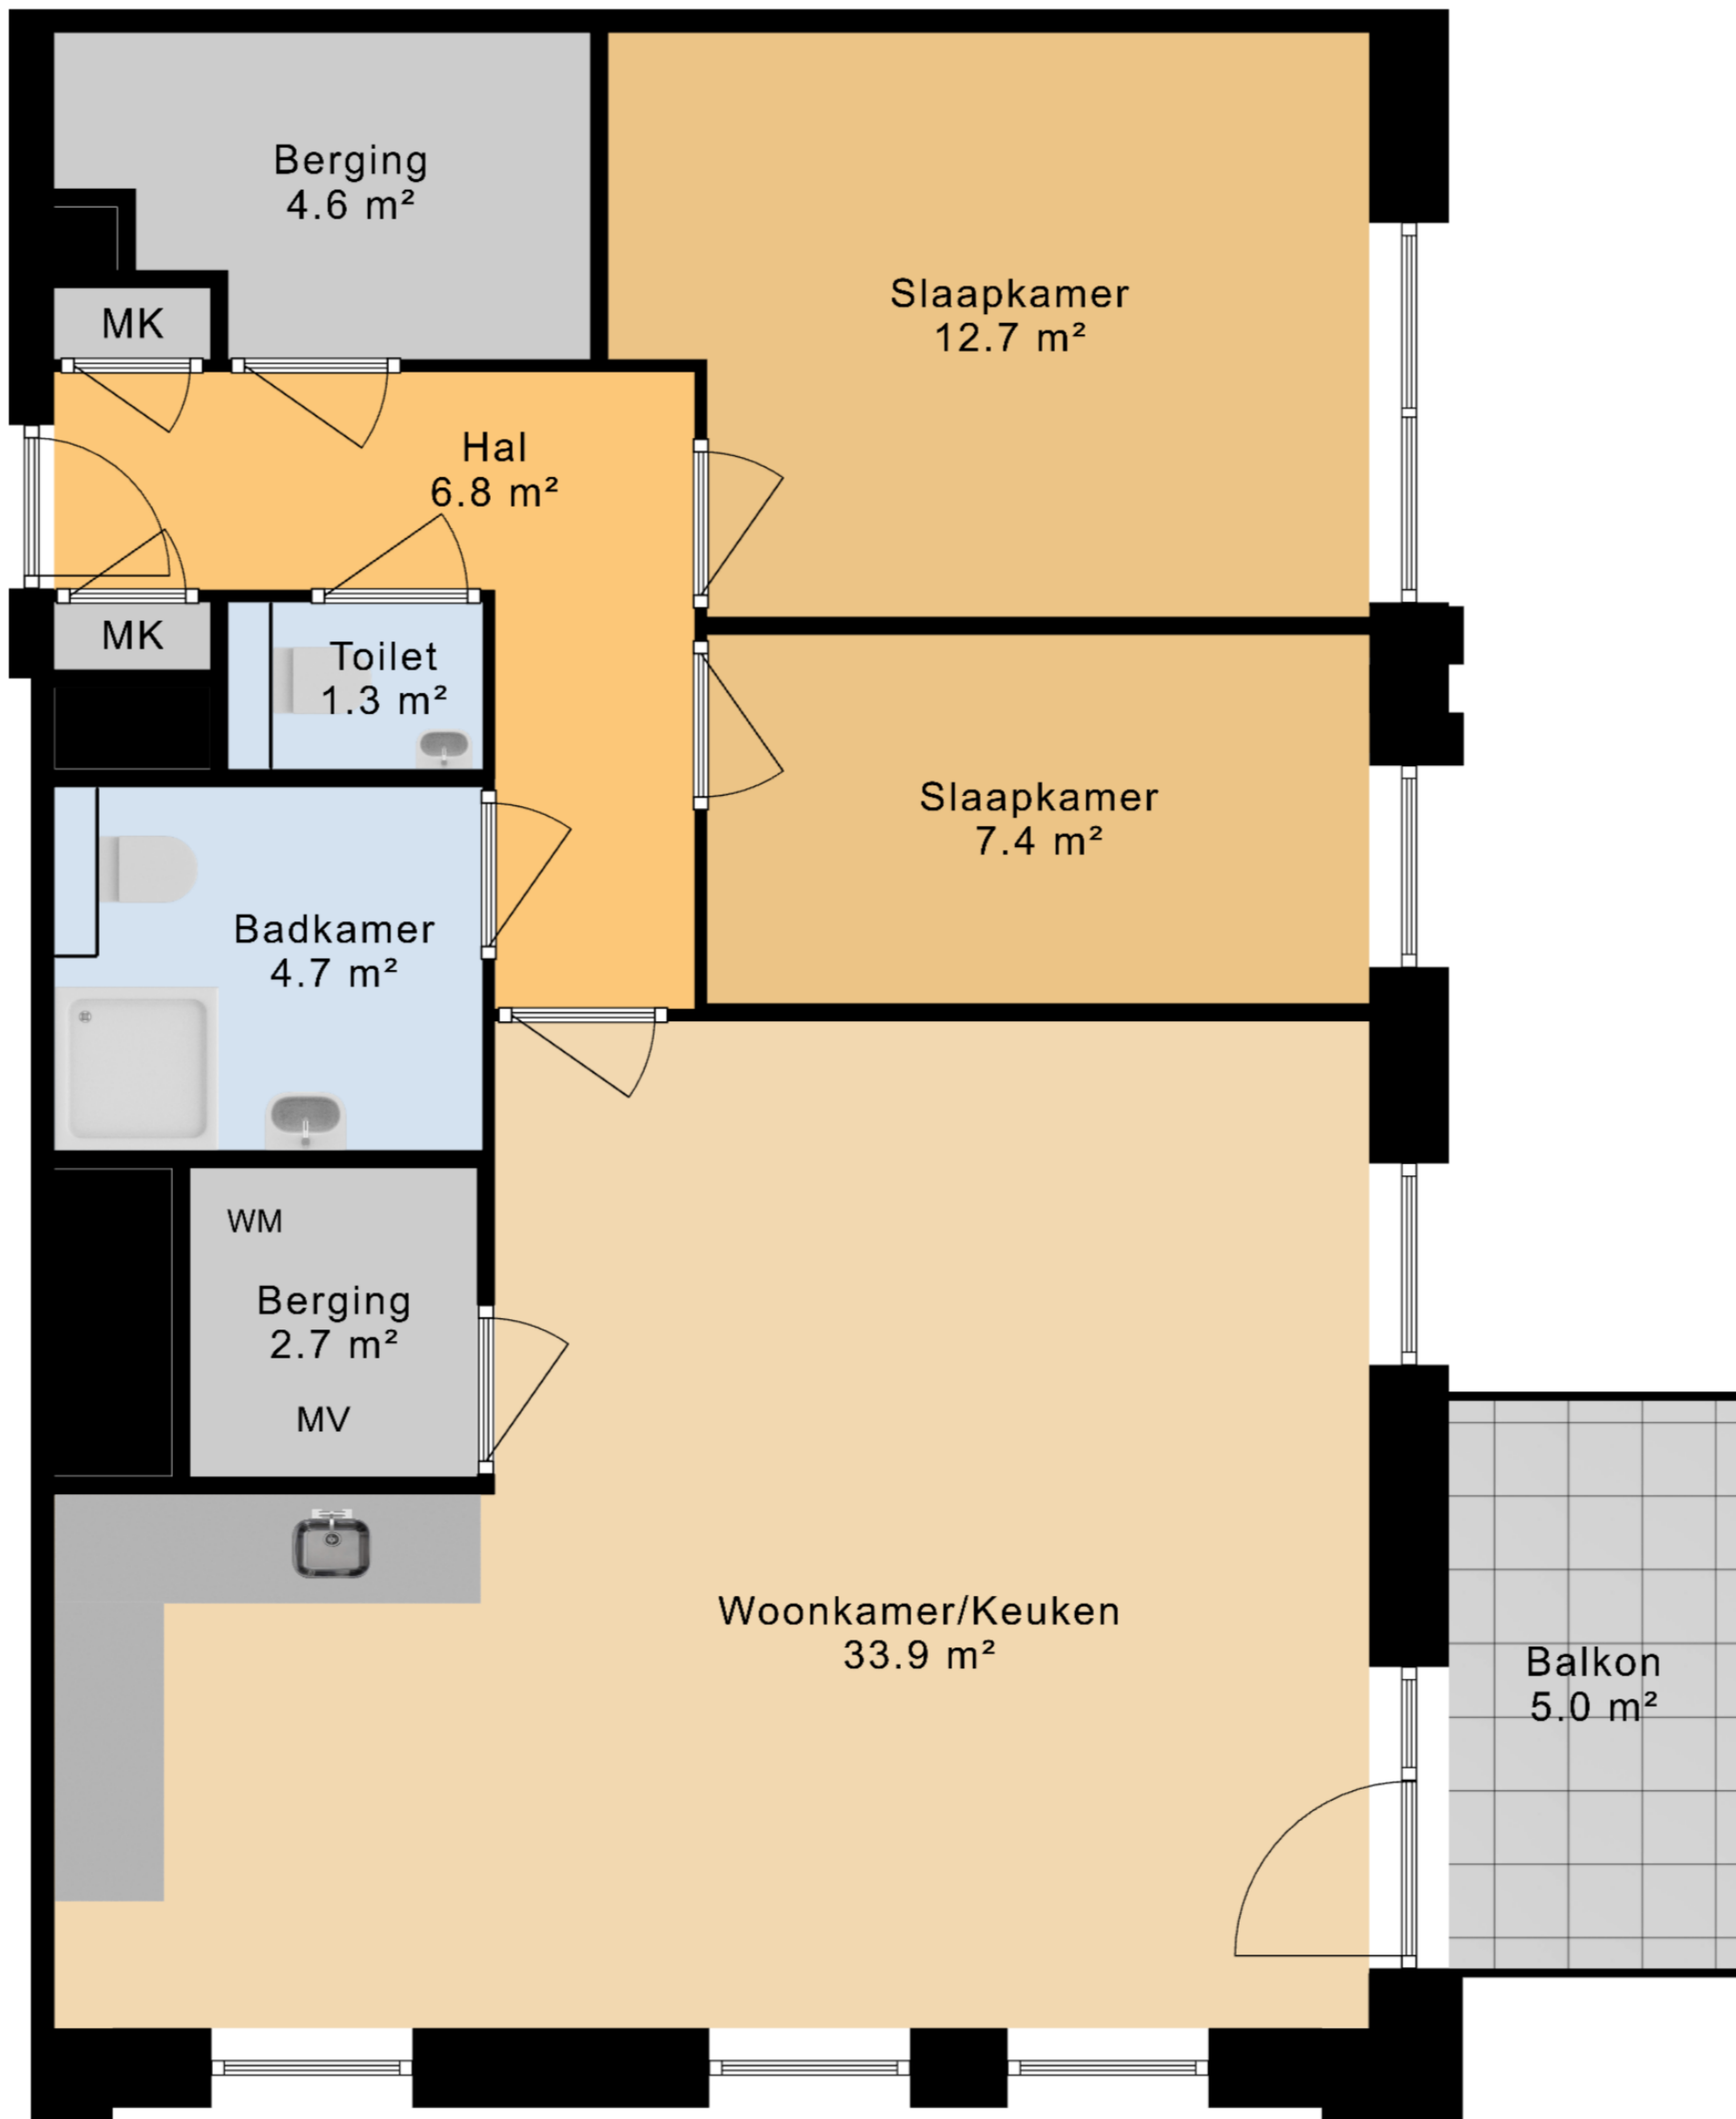 Berging
4.6 m²
Slaapkamer
12.7 m²
MK
Hal
6.8 m²
MK
Toilet
1.3 m²
Slaapkamer
7.4 m²
Badkamer
4.7 m²
WM
Berging
2.7 m²
MV
Woonkamer/Keuken
33.9 m²
Balkon
5.0 m²